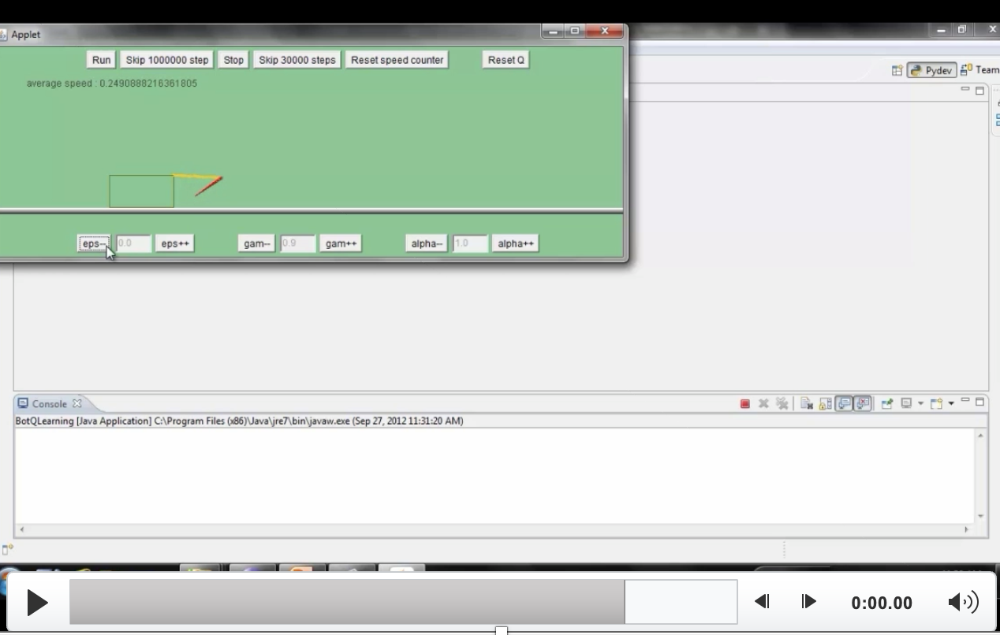 Applet
Run Skip 1000000 step Stop Skip 30000 steps Reset speed counter Reset Q
average speed : 0.2490888216361805
Pydev Team
eps-- 0.0 eps++ gam-- 0.9 gam++ alpha-- 1.0 alpha++
Console
BotQLearning [Java Application] C:\Program Files (x86)\Java\jre7\bin\javaw.exe (Sep 27, 2012 11:31:20 AM)
0:00.00